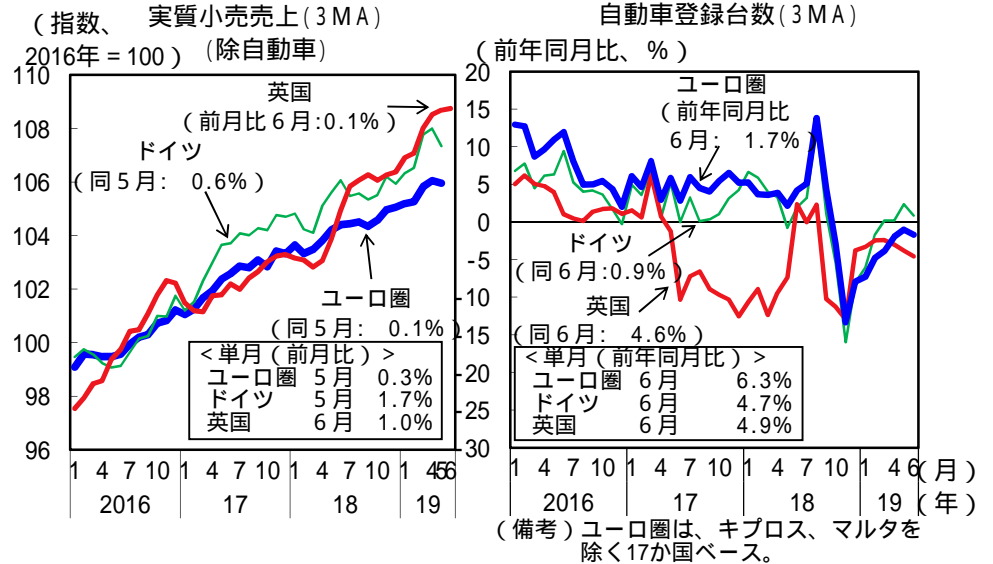 実質小売売上(３ＭＡ)
(除自動車)
（指数、
2016年＝100）
110
108
106
104
102
100
98
96
英国
（前月比６月:0.1%）
ドイツ
（同５月:　0.6%）
ユーロ圏
（同５月:　0.1%）
＜単月（前月比）＞
ユーロ圏　５月　0.3%
ドイツ　５月　1.7%
英国　６月　1.0%
1 4 7 10 1 4 7 10 1 4 7 10 1 4 5 6
2016 17 18 19
自動車登録台数(３ＭＡ)
（前年同月比、％）
20
15
10
5
0
-5
-10
-15
-20
-25
-30
ユーロ圏
（前年同月比
６月:　1.7%）
ドイツ
（同６月:0.9%）
英国
（同６月:　4.6%）
＜単月（前年同月比）＞
ユーロ圏　６月　6.3%
ドイツ　６月　4.7%
英国　６月　4.9%
1 4 7 10 1 4 7 10 1 4 7 10 1 4 6（月）
2016 17 18 19（年）
（備考）ユーロ圏は、キプロス、マルタを
除く17か国ベース。